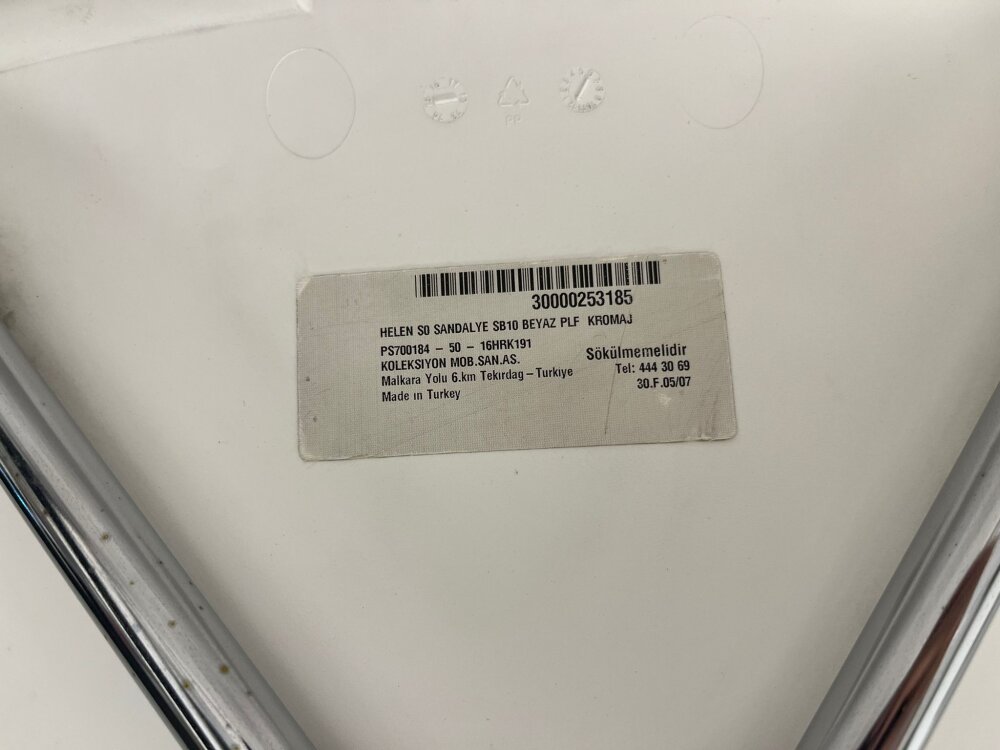 PP
30000253185
HELEN S0 SANDALYE SB10 BEYAZ PLF KROMAJ
PS700184 - 50 - 16HRK191
KOLEKSIYON MOB.SAN.AS.
Malkara Yolu 6.km Tekırdag - Turkıye
Made ın Turkey
Sökülmemelidir
Tel: 444 30 69
30.F.05/07